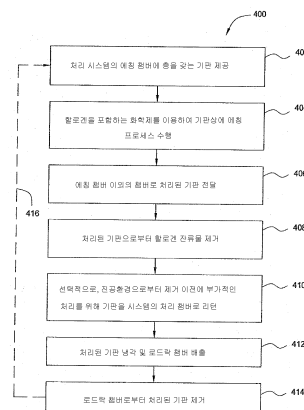 400
처리 시스템의 에칭 챔버에 층을 갖는 기판 제공
40
할로겐을 포함하는 화학제를 이용하여 기판상에 에칭
프로세스 수행
404
에칭 챔버 이외의 챔버로 처리된 기판 전달
406
416
처리된 기판으로부터 할로겐 잔류물 제거
408
선택적으로, 진공환경으로부터 제거 이전에 부가적인
처리를 위해 기판을 시스템의 처리 챔버로 리턴
410
처리된 기판 냉각 및 로드락 챔버 배출
412
로드락 챔버로부터 처리된 기판 제거
414